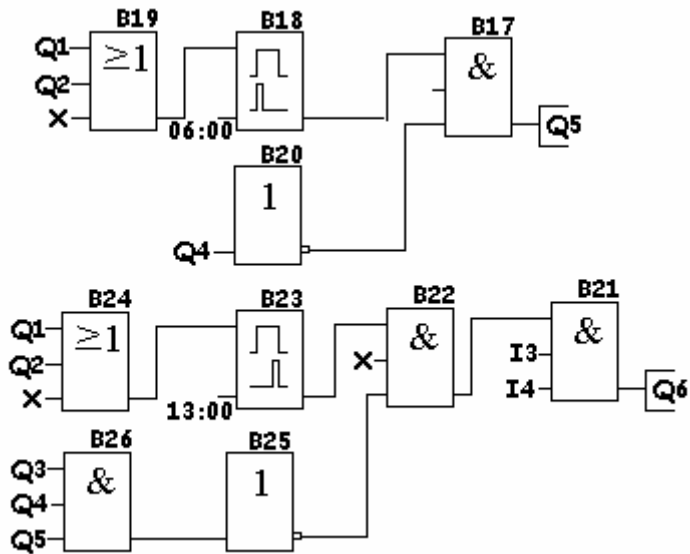 B19 B18 B17
Q1 ≥1 &
Q2
X 06:00 Q5
B20
1
Q4
B24 B23 B22 B21
Q1 ≥1 & &
Q2 X I3
X 13:00 I4 Q6
B26 B25
Q3 & 1
Q4
Q5